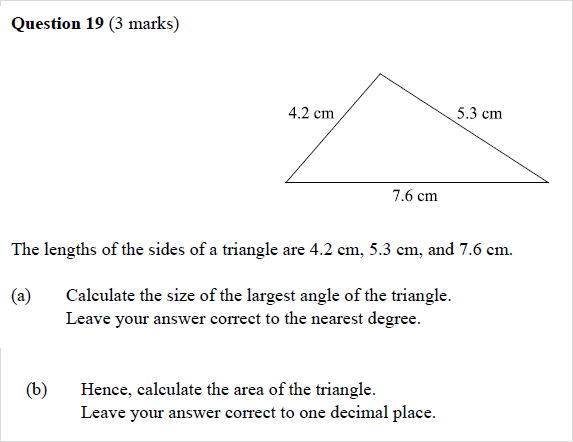 Question 19 (3 marks)
4.2 cm
5.3 cm
7.6 cm
The lengths of the sides of a triangle are 4.2 cm, 5.3 cm, and 7.6 cm.
(a) Calculate the size of the largest angle of the triangle.
Leave your answer correct to the nearest degree.
(b) Hence, calculate the area of the triangle.
Leave your answer correct to one decimal place.